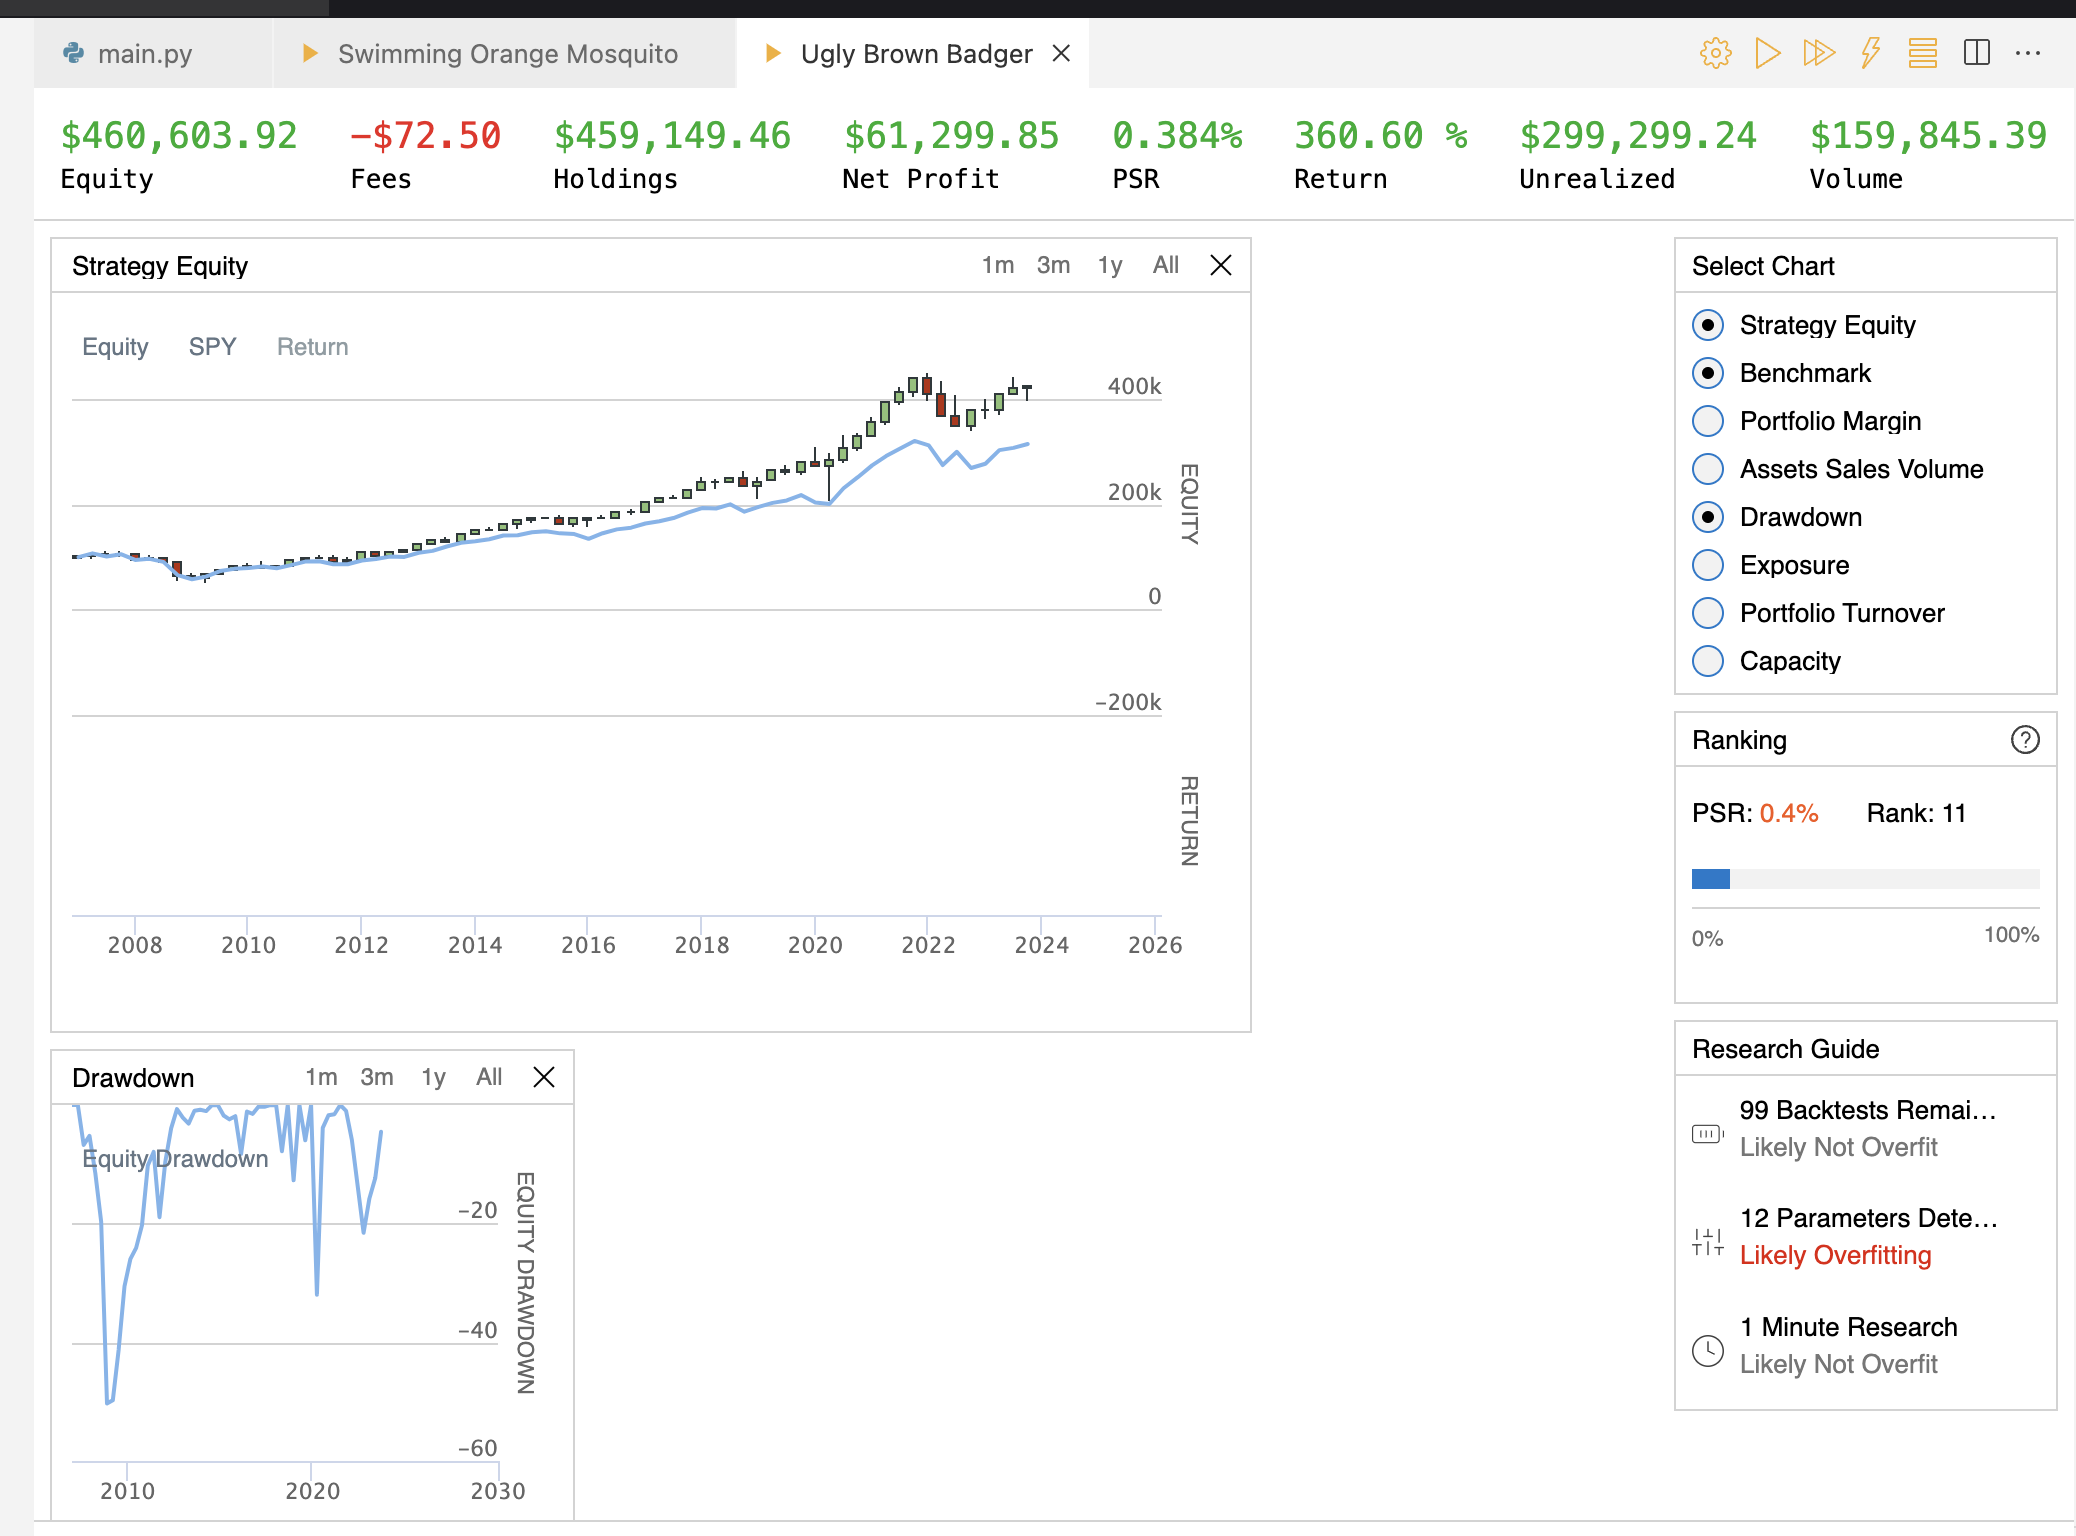 main.py Swimming Orange Mosquito Ugly Brown Badger
$460,603.92 -$72.50 $459,149.46 $61,299.85 0.384% 360.60 % $299,299.24 $159,845.39
Equity Fees Holdings Net Profit PSR Return Unrealized Volume
Strategy Equity 1m 3m 1y All
Equity SPY Return
400k
200k
0
-200k
EQUITY
RETURN
2008 2010 2012 2014 2016 2018 2020 2022 2024 2026
Drawdown 1m 3m 1y All
Equity Drawdown
-20
-40
-60
EQUITY DRAWDOWN
2010 2020 2030
Select Chart
Strategy Equity
Benchmark
Portfolio Margin
Assets Sales Volume
Drawdown
Exposure
Portfolio Turnover
Capacity
Ranking
PSR: 0.4% Rank: 11
0% 100%
Research Guide
99 Backtests Remai...
Likely Not Overfit
12 Parameters Dete...
Likely Overfitting
1 Minute Research
Likely Not Overfit